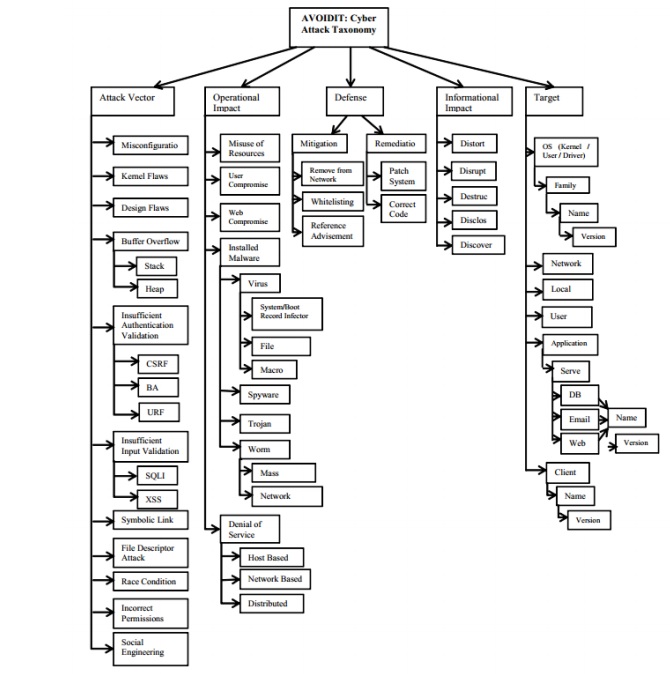 AVOIDIT: Cyber
Attack Taxonomy
Attack Vector
Misconfiguratio
Kernel Flaws
Design Flaws
Buffer Overflow
Stack
Heap
Insufficient
Authentication
Validation
CSRF
BA
URF
Insufficient
Input Validation
SQLI
XSS
Symbolic Link
File Descriptor
Attack
Race Condition
Incorrect
Permissions
Social
Engineering
Operational
Impact
Misuse of
Resources
User
Compromise
Web
Compromise
Installed
Malware
Virus
System/Boot
Record Infector
File
Macro
Spyware
Trojan
Worm
Mass
Network
Denial of
Service
Host Based
Network Based
Distributed
Defense
Mitigation
Remove from
Network
Whitelisting
Reference
Advisement
Remediatio
Patch
System
Correct
Code
Informational
Impact
Distort
Disrupt
Destruc
Disclos
Discover
Target
OS (Kernel /
User / Driver)
Family
Name
Version
Network
Local
User
Application
Serve
DB
Email
Web
Name
Version
Client
Name
Version